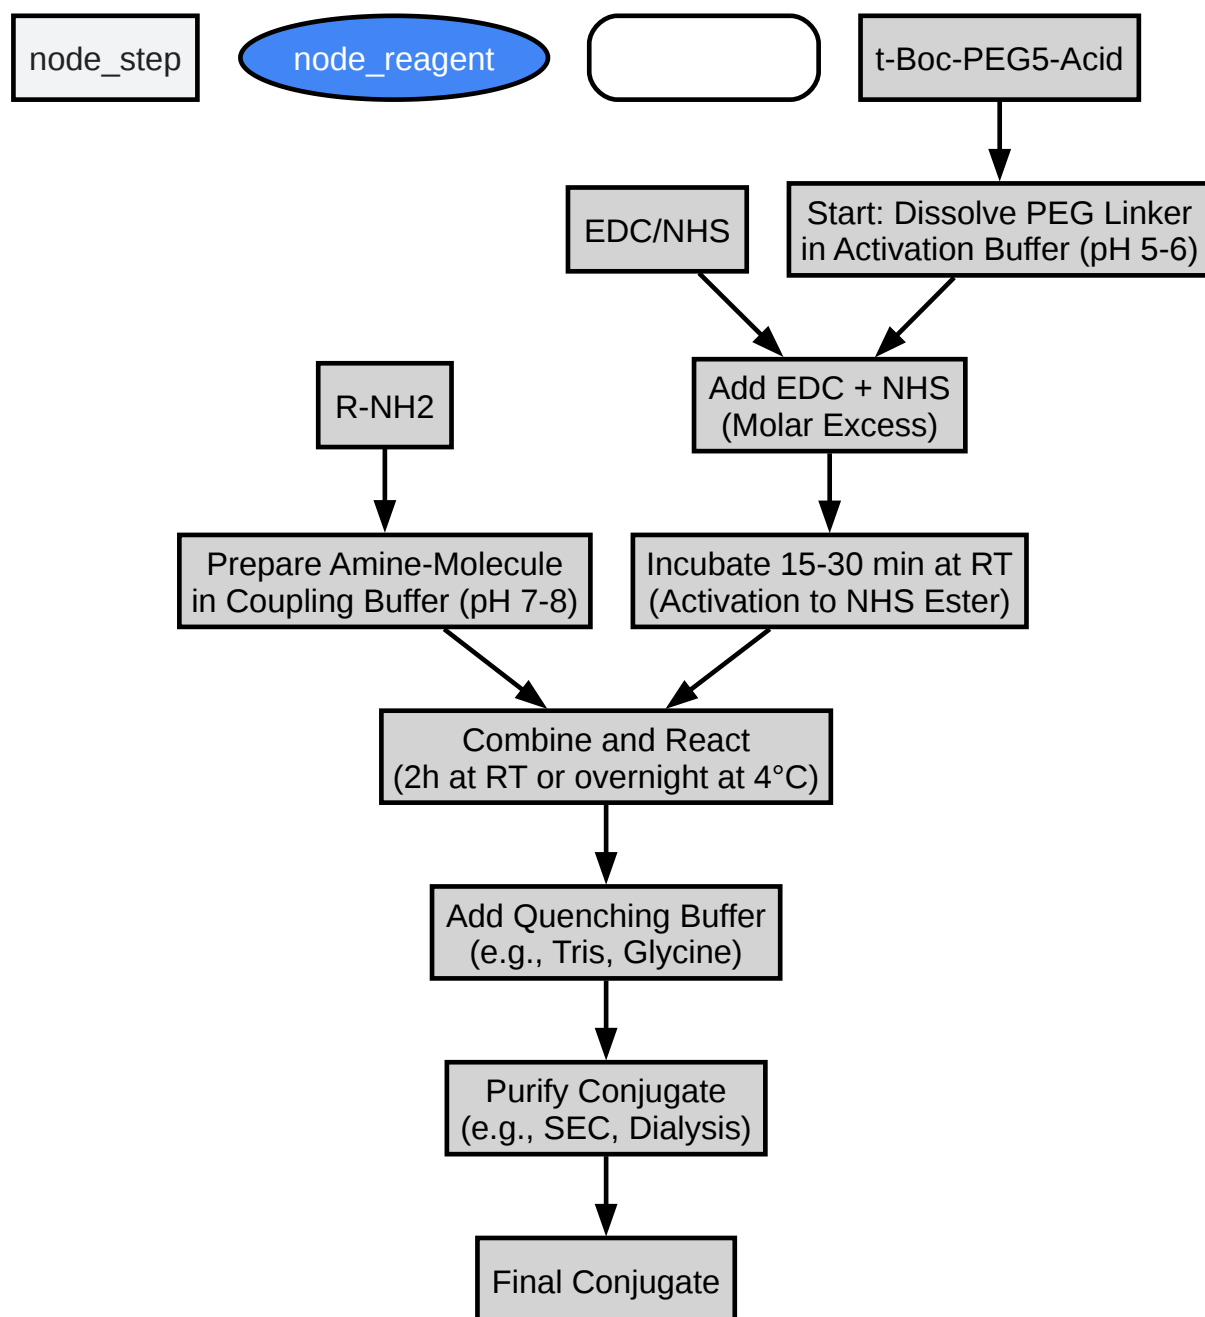 node_step
node_reagent
t-Boc-PEG5-Acid
EDC/NHS
Start: Dissolve PEG Linker
in Activation Buffer (pH 5-6)
R-NH2
Add EDC + NHS
(Molar Excess)
Prepare Amine-Molecule
in Coupling Buffer (pH 7-8)
Incubate 15-30 min at RT
(Activation to NHS Ester)
Combine and React
(2h at RT or overnight at 4°C)
Add Quenching Buffer
(e.g., Tris, Glycine)
Purify Conjugate
(e.g., SEC, Dialysis)
Final Conjugate